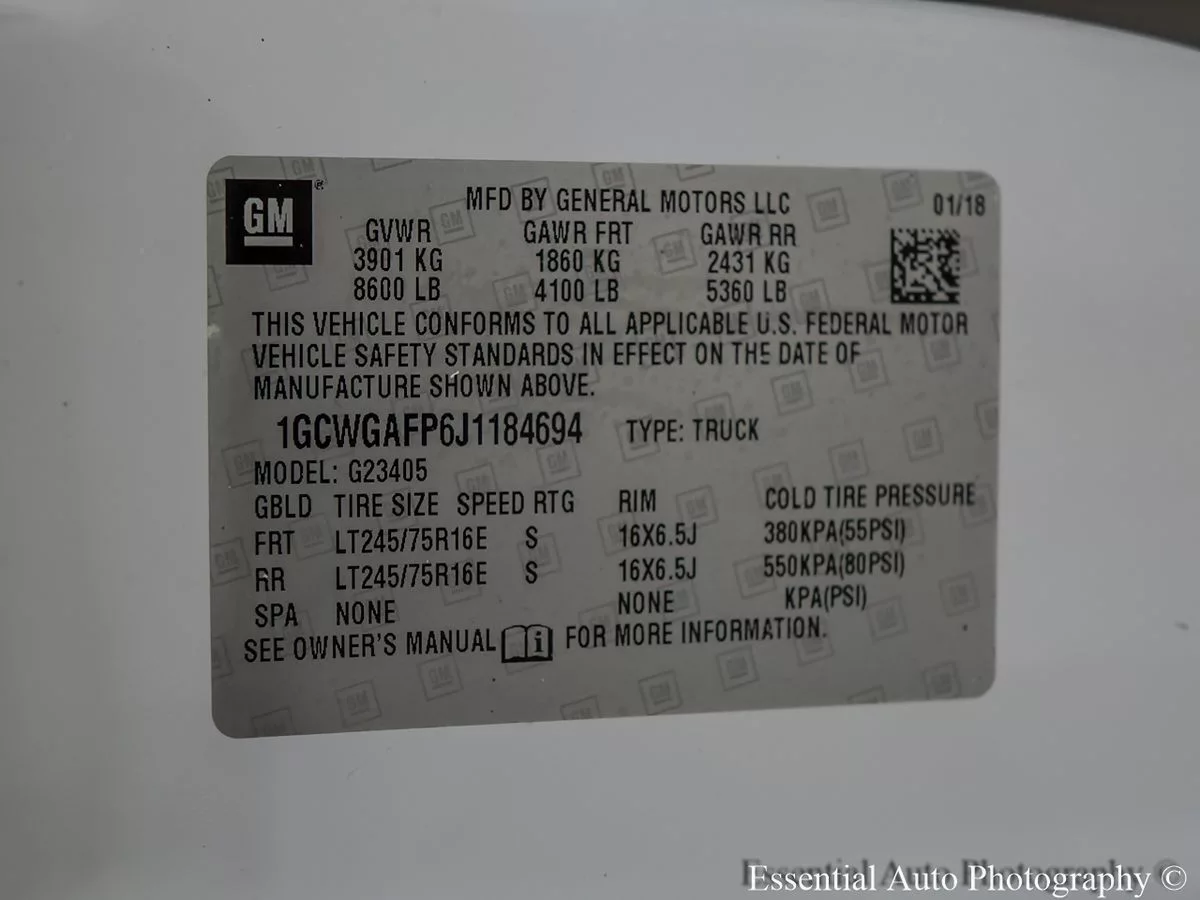 GM ®
MFD BY GENERAL MOTORS LLC 01/18
GVWR GAWR FRT GAWR RR
3901 KG 1860 KG 2431 KG
8600 LB 4100 LB 5360 LB
THIS VEHICLE CONFORMS TO ALL APPLICABLE U.S. FEDERAL MOTOR
VEHICLE SAFETY STANDARDS IN EFFECT ON THE DATE OF
MANUFACTURE SHOWN ABOVE.
1GCWGAFP6J1184694 TYPE: TRUCK
MODEL: G23405
GBLD TIRE SIZE SPEED RTG RIM COLD TIRE PRESSURE
FRT LT245/75R16E S 16X6.5J 380KPA(55PSI)
RR LT245/75R16E S 16X6.5J 550KPA(80PSI)
SPA NONE NONE KPA(PSI)
SEE OWNER'S MANUAL i FOR MORE INFORMATION.
Essential Auto Photography ©